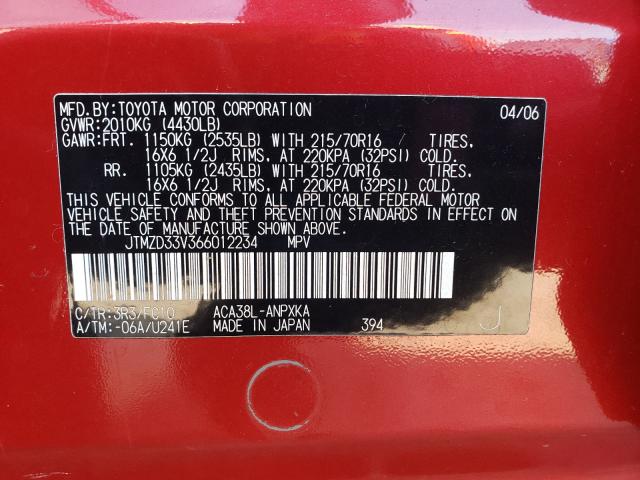 MFD.BY:TOYOTA MOTOR CORPORATION 04/06
GVWR:2010KG (4430LB)
GAWR:FRT. 1150KG (2535LB) WITH 215/70R16 / TIRES,
16X6 1/2J RIMS, AT 220KPA (32PSI) COLD.
RR. 1105KG (2435LB) WITH 215/70R16 / TIRES,
16X6 1/2J RIMS, AT 220KPA (32PSI) COLD.
THIS VEHICLE CONFORMS TO ALL APPLICABLE FEDERAL MOTOR
VEHICLE SAFETY AND THEFT PREVENTION STANDARDS IN EFFECT
ON THE DATE OF MANUFACTURE SHOWN ABOVE.
JTMZD33V366012234 MPV
C/TR:3R3/FC10 ACA38L-ANPXKA
A/TM:-06A/U241E MADE IN JAPAN 394 J